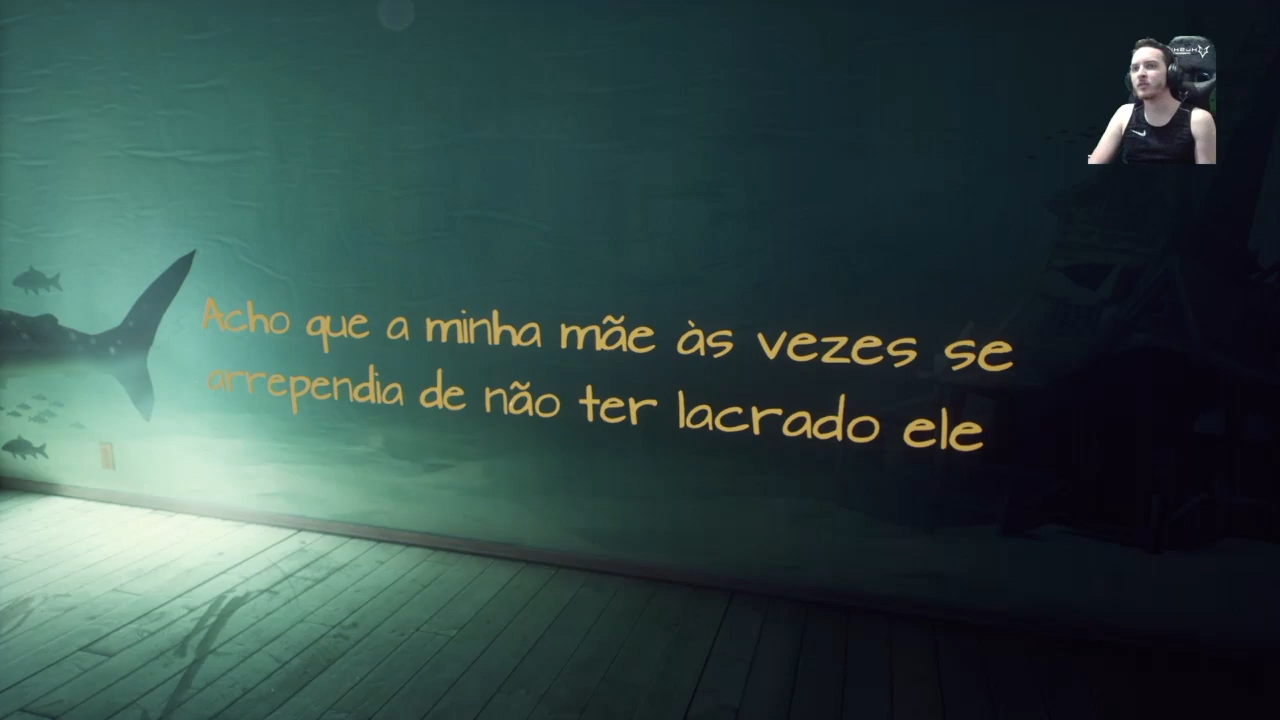 Acho que a minha mãe às vezes se
arrependia de não ter lacrado ele